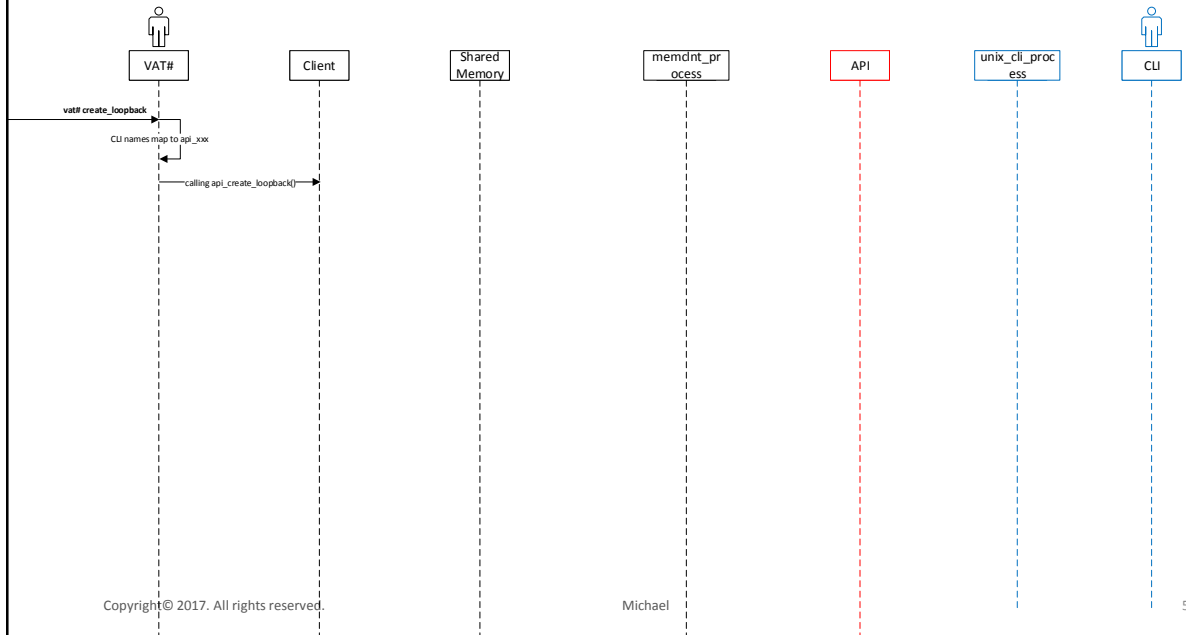 VAT#
Client
Shared
Memory
memclnt_pr
ocess
API
unix_cli_proc
ess
CLI
vat# create_loopback
CLI names map to api_xxx
calling api_create_loopback()
Copyright© 2017. All rights reserved.
Michael
5